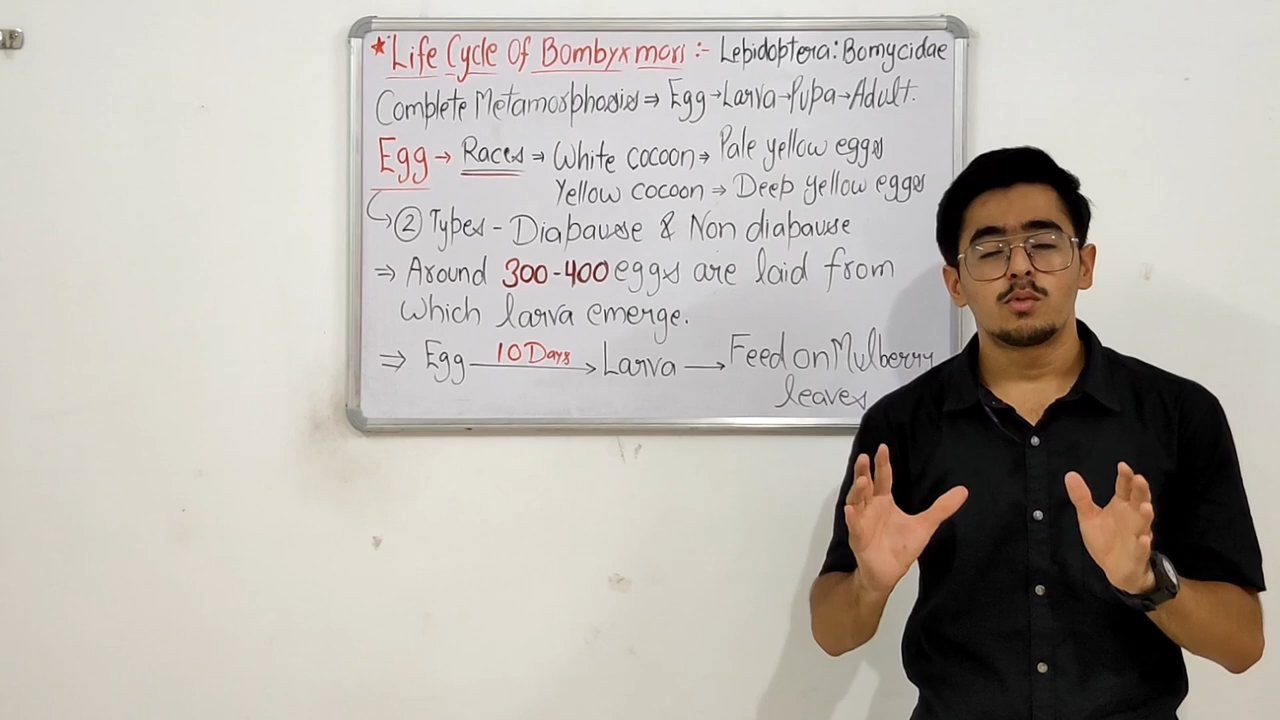 *Life Cycle Of Bombyx mori :- Lepidoptera: Bomycidae
Complete Metamorphosis ⇒ Egg → Larva → Pupa → Adult.
Egg → Races ⇒ White cocoon → Pale yellow eggs
Yellow cocoon ⇒ Deep yellow eggs
↳ ② Types - Diapause & Non diapause
⇒ Around 300-400 eggs are laid from
which larva emerge.
⇒ Egg 10 Days → Larva → Feed on Mulberry
leaves